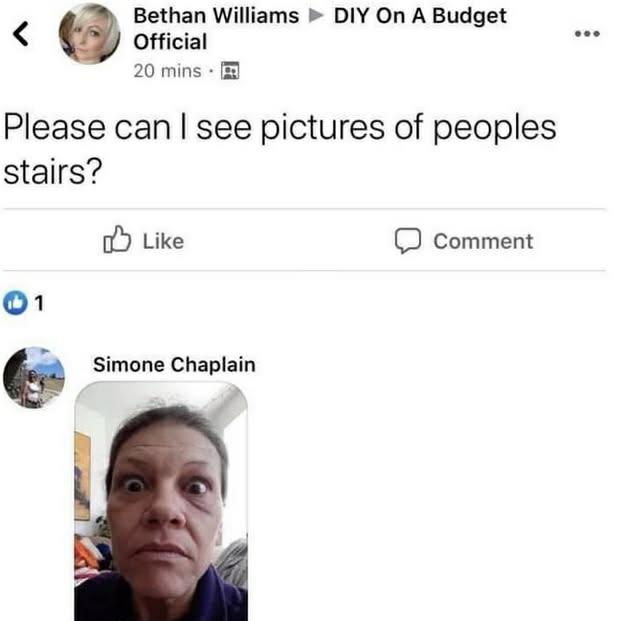 Bethan Williams ▶ DIY On A Budget
Official
20 mins ·
Please can I see pictures of peoples
stairs?
Like Comment
1
Simone Chaplain